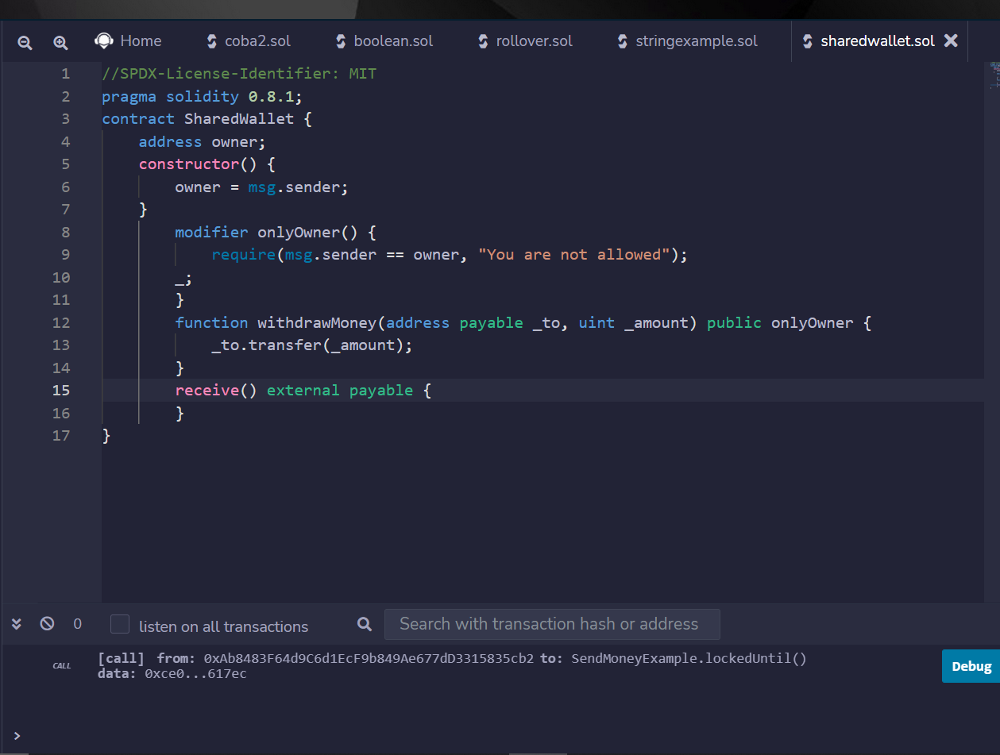 Home coba2.sol boolean.sol rollover.sol stringexample.sol sharedwallet.sol
1 //SPDX-License-Identifier: MIT
2 pragma solidity 0.8.1;
3 contract SharedWallet {
4 address owner;
5 constructor() {
6 owner = msg.sender;
7 }
8 modifier onlyOwner() {
9 require(msg.sender == owner, "You are not allowed");
10 _;
11 }
12 function withdrawMoney(address payable _to, uint _amount) public onlyOwner {
13 _to.transfer(_amount);
14 }
15 receive() external payable {
16 }
17 }
0 listen on all transactions Search with transaction hash or address
CALL [call] from: 0xAb8483F64d9C6d1EcF9b849Ae677dD3315835cb2 to: SendMoneyExample.lockedUntil() Debug
data: 0xce0...617ec
>